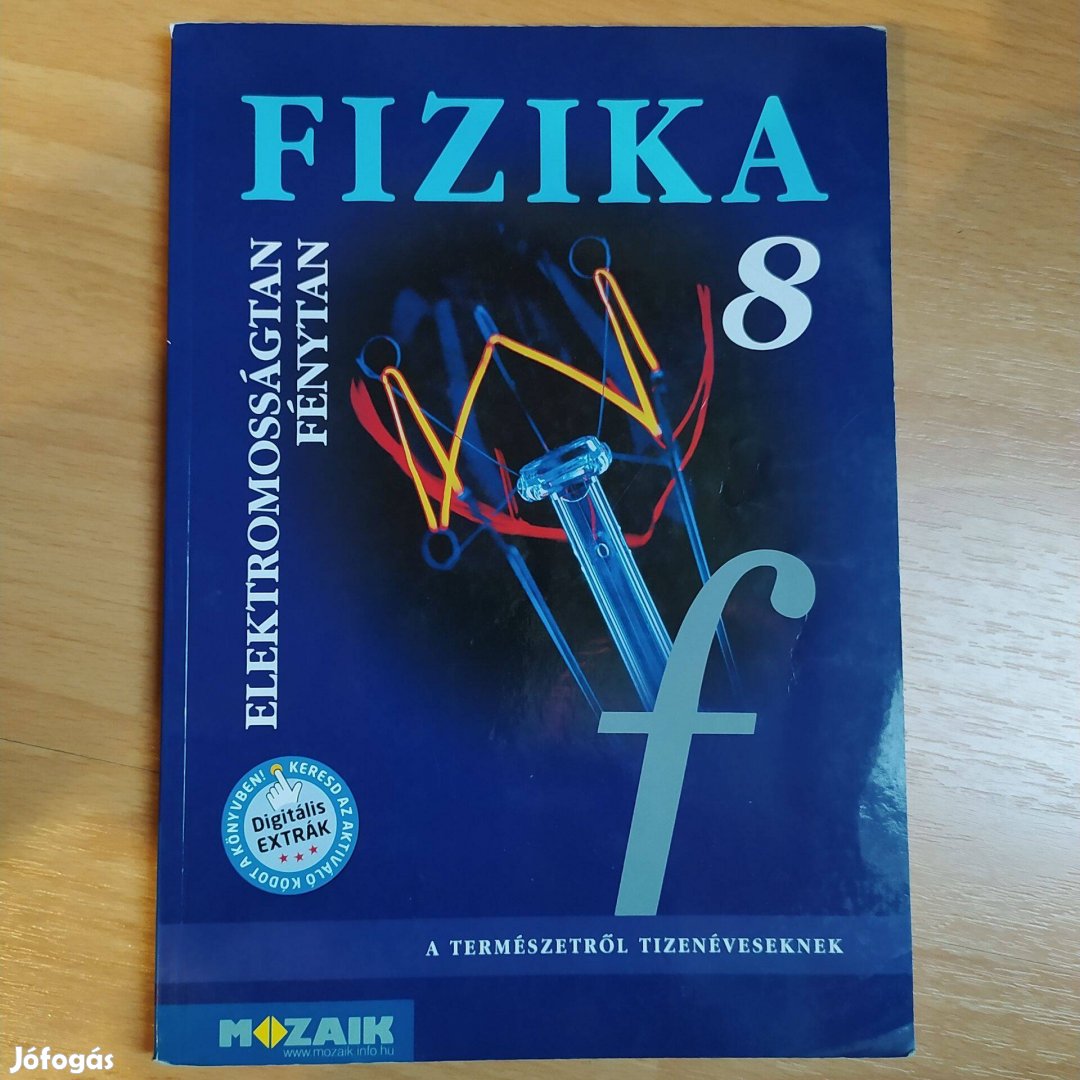 FIZIKA
8
ELEKTROMOSSÁGTAN
FÉNYTAN
KERESD AZ AKTIVÁLÓ KÓDOT A KÖNYVBEN!
Digitális
EXTRÁK
f
A TERMÉSZETRŐL TIZENÉVESEKNEK
MOZAIK
www.mozaik.info.hu
Jófogás